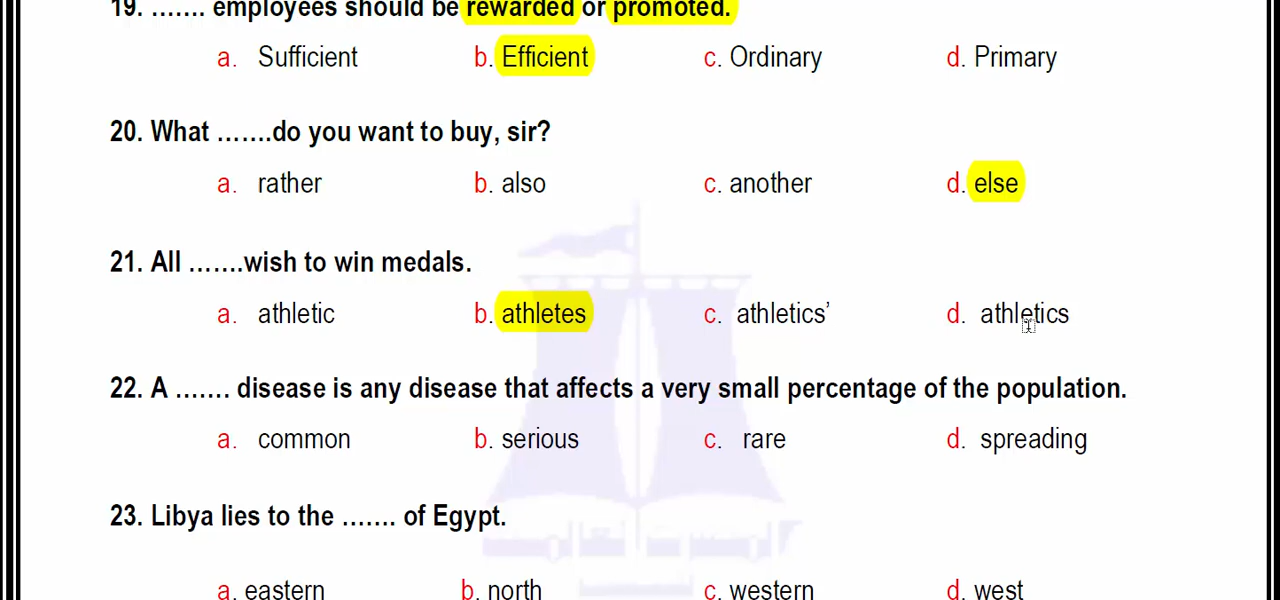 19. ……. employees should be rewarded or promoted.
a. Sufficient b. Efficient c. Ordinary d. Primary
20. What …….do you want to buy, sir?
a. rather b. also c. another d. else
21. All …….wish to win medals.
a. athletic b. athletes c. athletics’ d. athletics
22. A ……. disease is any disease that affects a very small percentage of the population.
a. common b. serious c. rare d. spreading
23. Libya lies to the ……. of Egypt.
a. eastern b. north c. western d. west